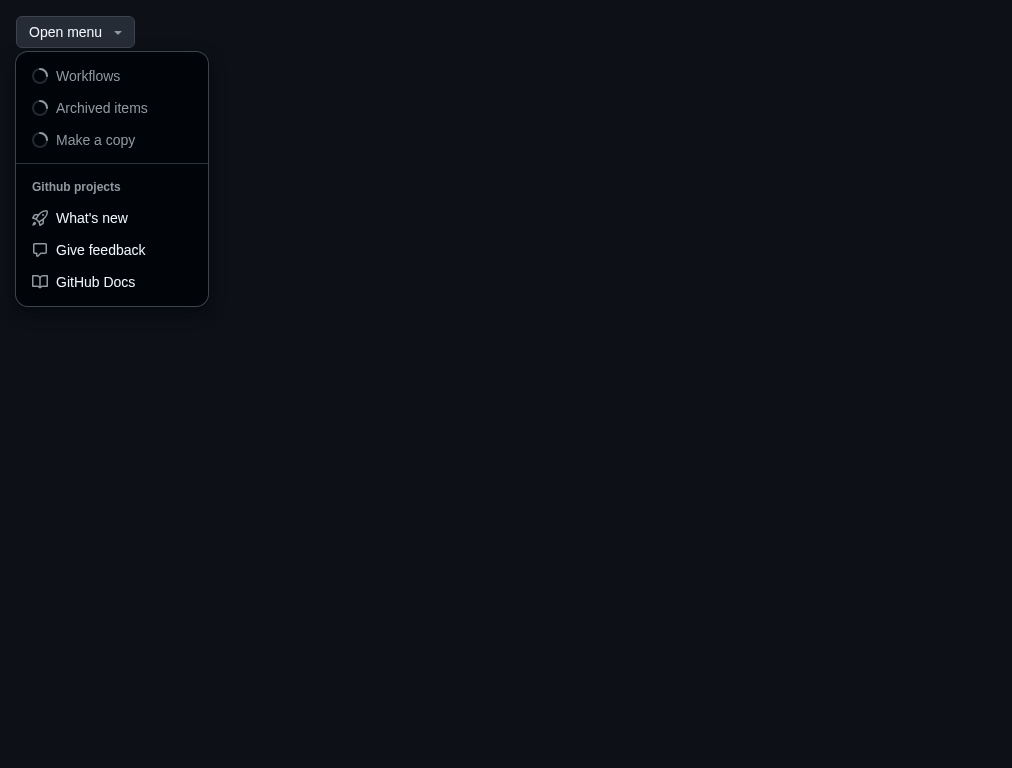 Open menu
Workflows
Archived items
Make a copy
Github projects
What's new
Give feedback
GitHub Docs